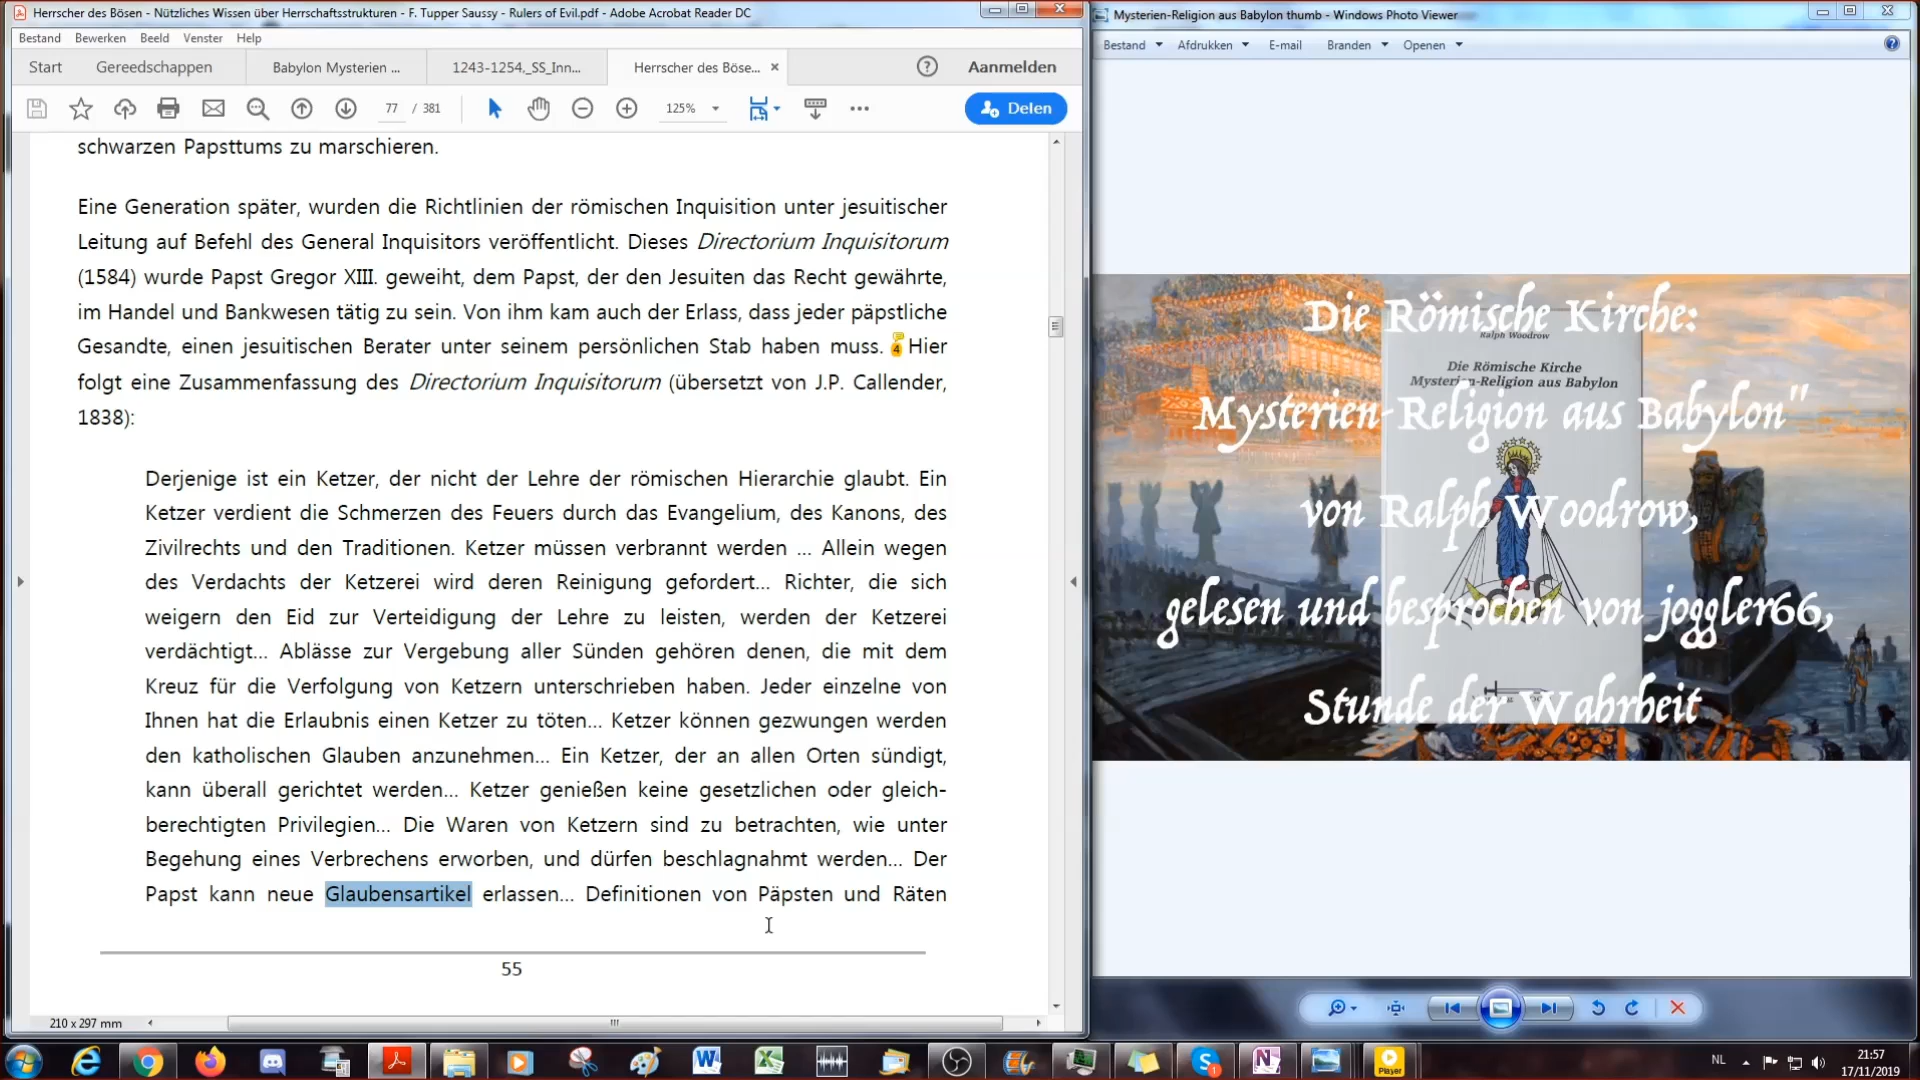 Herrscher des Bösen - Nützliches Wissen über Herrschaftsstrukturen - F. Tupper Saussy - Rulers of Evil.pdf - Adobe Acrobat Reader DC
Bestand Bewerken Beeld Venster Help
Start Gereedschappen Babylon Mysterien ... 1243-1254,_SS_Inn... Herrscher des Böse... × Aanmelden
77 / 381 125% Delen
schwarzen Papsttums zu marschieren.
Eine Generation später, wurden die Richtlinien der römischen Inquisition unter jesuitischer
Leitung auf Befehl des General Inquisitors veröffentlicht. Dieses Directorium Inquisitorum
(1584) wurde Papst Gregor XIII. geweiht, dem Papst, der den Jesuiten das Recht gewährte,
im Handel und Bankwesen tätig zu sein. Von ihm kam auch der Erlass, dass jeder päpstliche
Gesandte, einen jesuitischen Berater unter seinem persönlichen Stab haben muss. 4 Hier
folgt eine Zusammenfassung des Directorium Inquisitorum (übersetzt von J.P. Callender,
1838):
Derjenige ist ein Ketzer, der nicht der Lehre der römischen Hierarchie glaubt. Ein
Ketzer verdient die Schmerzen des Feuers durch das Evangelium, des Kanons, des
Zivilrechts und den Traditionen. Ketzer müssen verbrannt werden ... Allein wegen
des Verdachts der Ketzerei wird deren Reinigung gefordert... Richter, die sich
weigern den Eid zur Verteidigung der Lehre zu leisten, werden der Ketzerei
verdächtigt... Ablässe zur Vergebung aller Sünden gehören denen, die mit dem
Kreuz für die Verfolgung von Ketzern unterschrieben haben. Jeder einzelne von
Ihnen hat die Erlaubnis einen Ketzer zu töten... Ketzer können gezwungen werden
den katholischen Glauben anzunehmen... Ein Ketzer, der an allen Orten sündigt,
kann überall gerichtet werden... Ketzer genießen keine gesetzlichen oder gleich-
berechtigten Privilegien... Die Waren von Ketzern sind zu betrachten, wie unter
Begehung eines Verbrechens erworben, und dürfen beschlagnahmt werden... Der
Papst kann neue Glaubensartikel erlassen... Definitionen von Päpsten und Räten
55
210 x 297 mm
Mysterien-Religion aus Babylon thumb - Windows Photo Viewer
Bestand Afdrukken E-mail Branden Openen
Die Römische Kirche:
Ralph Woodrow
Die Römische Kirche
Mysterien-Religion aus Babylon
Mysterien-Religion aus Babylon"
von Ralph Woodrow,
gelesen und besprochen von joggler66,
Stunde der Wahrheit
Player
NL
21:57
17/11/2019